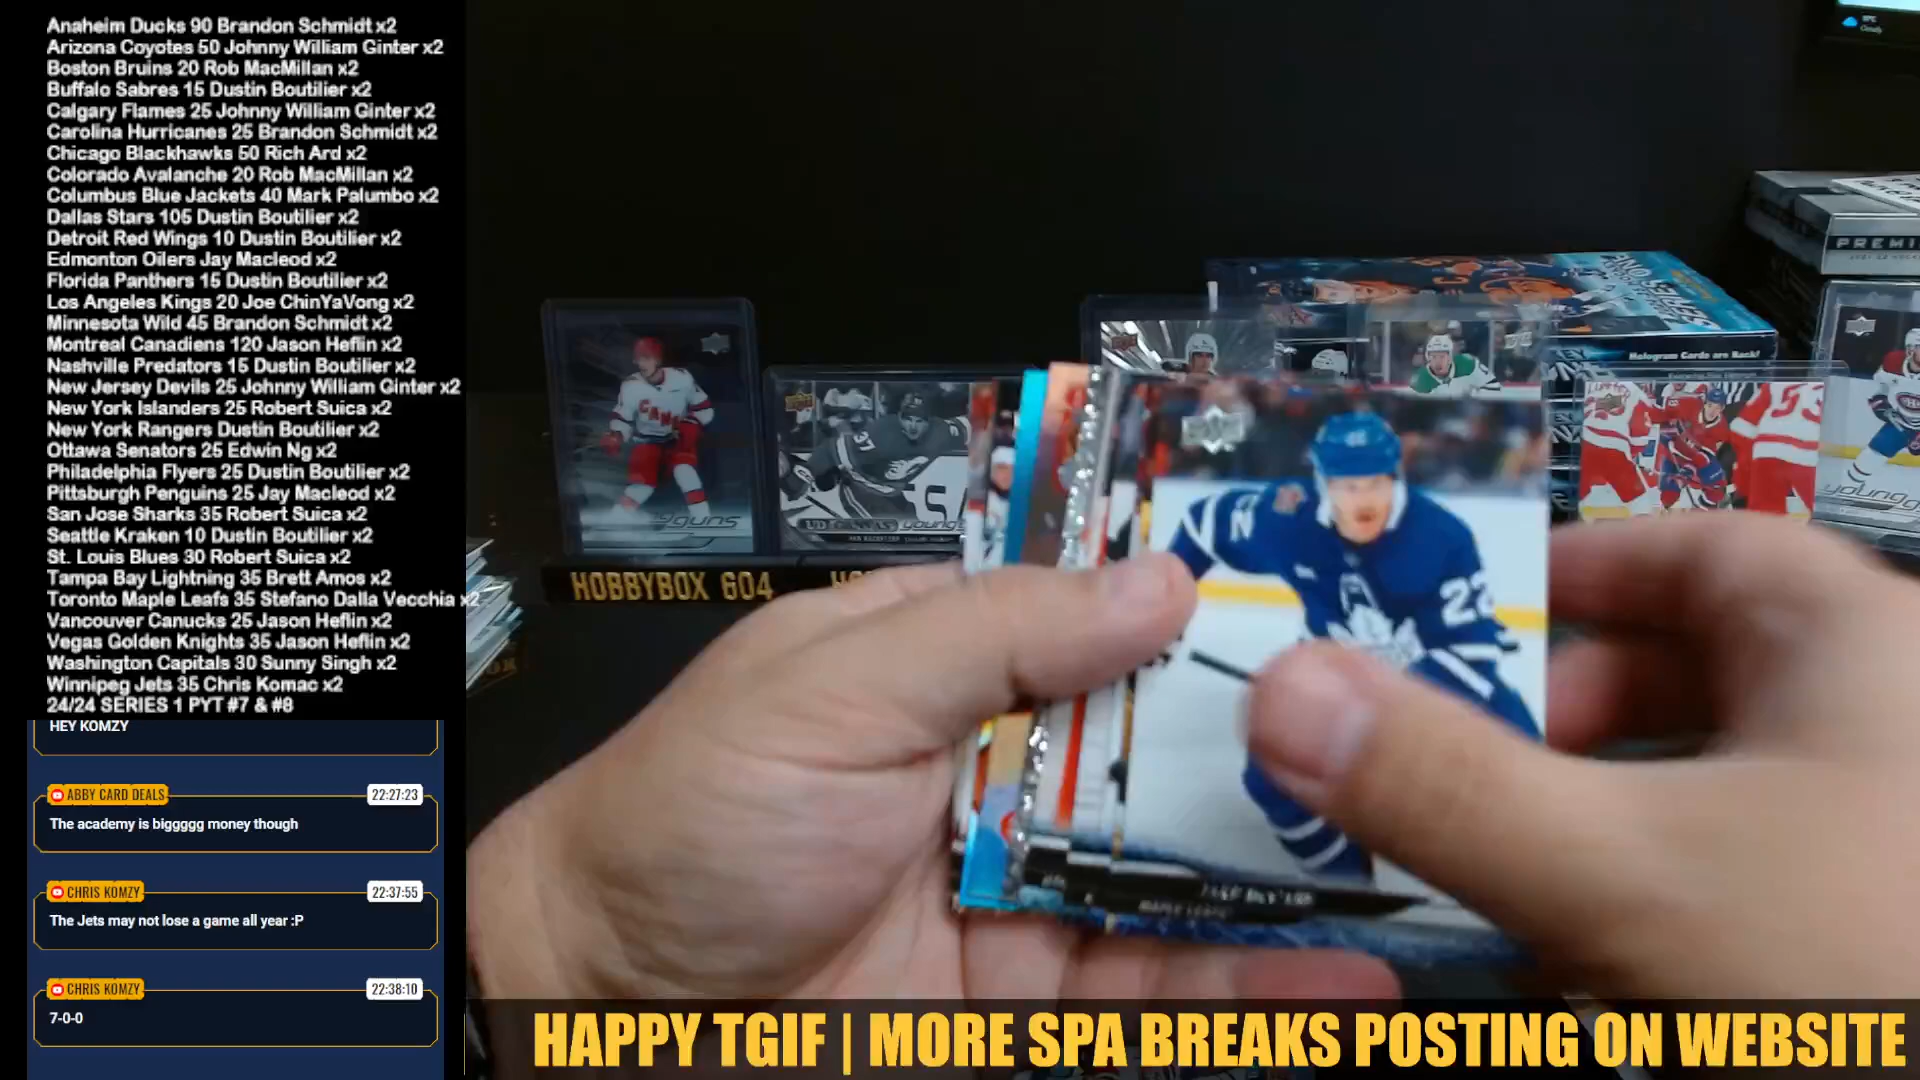 Anaheim Ducks 90 Brandon Schmidt x2
Arizona Coyotes 50 Johnny William Ginter x2
Boston Bruins 20 Rob MacMillan x2
Buffalo Sabres 15 Dustin Boutilier x2
Calgary Flames 25 Johnny William Ginter x2
Carolina Hurricanes 25 Brandon Schmidt x2
Chicago Blackhawks 50 Rich Ard x2
Colorado Avalanche 20 Rob MacMillan x2
Columbus Blue Jackets 40 Mark Palumbo x2
Dallas Stars 105 Dustin Boutilier x2
Detroit Red Wings 10 Dustin Boutilier x2
Edmonton Oilers Jay Macleod x2
Florida Panthers 15 Dustin Boutilier x2
Los Angeles Kings 20 Joe ChinYaVong x2
Minnesota Wild 45 Brandon Schmidt x2
Montreal Canadiens 120 Jason Heflin x2
Nashville Predators 15 Dustin Boutilier x2
New Jersey Devils 25 Johnny William Ginter x2
New York Islanders 25 Robert Suica x2
New York Rangers Dustin Boutilier x2
Ottawa Senators 25 Edwin Ng x2
Philadelphia Flyers 25 Dustin Boutilier x2
Pittsburgh Penguins 25 Jay Macleod x2
San Jose Sharks 35 Robert Suica x2
Seattle Kraken 10 Dustin Boutilier x2
St. Louis Blues 30 Robert Suica x2
Tampa Bay Lightning 35 Brett Amos x2
Toronto Maple Leafs 35 Stefano Dalla Vecchia x2
Vancouver Canucks 25 Jason Heflin x2
Vegas Golden Knights 35 Jason Heflin x2
Washington Capitals 30 Sunny Singh x2
Winnipeg Jets 35 Chris Komac x2
24/24 SERIES 1 PYT #7 & #8
HEY KOMZY
ABBY CARD DEALS 22:27:23
The academy is biggggg money though
CHRIS KOMZY 22:37:55
The Jets may not lose a game all year :P
CHRIS KOMZY 22:38:10
7-0-0
Cloudy
PREMI
Hologram Cards are Back!
SERIES ONE
37
UD CANVAS
young
22
HOBBYBOX 604
HAPPY TGIF | MORE SPA BREAKS POSTING ON WEBSITE